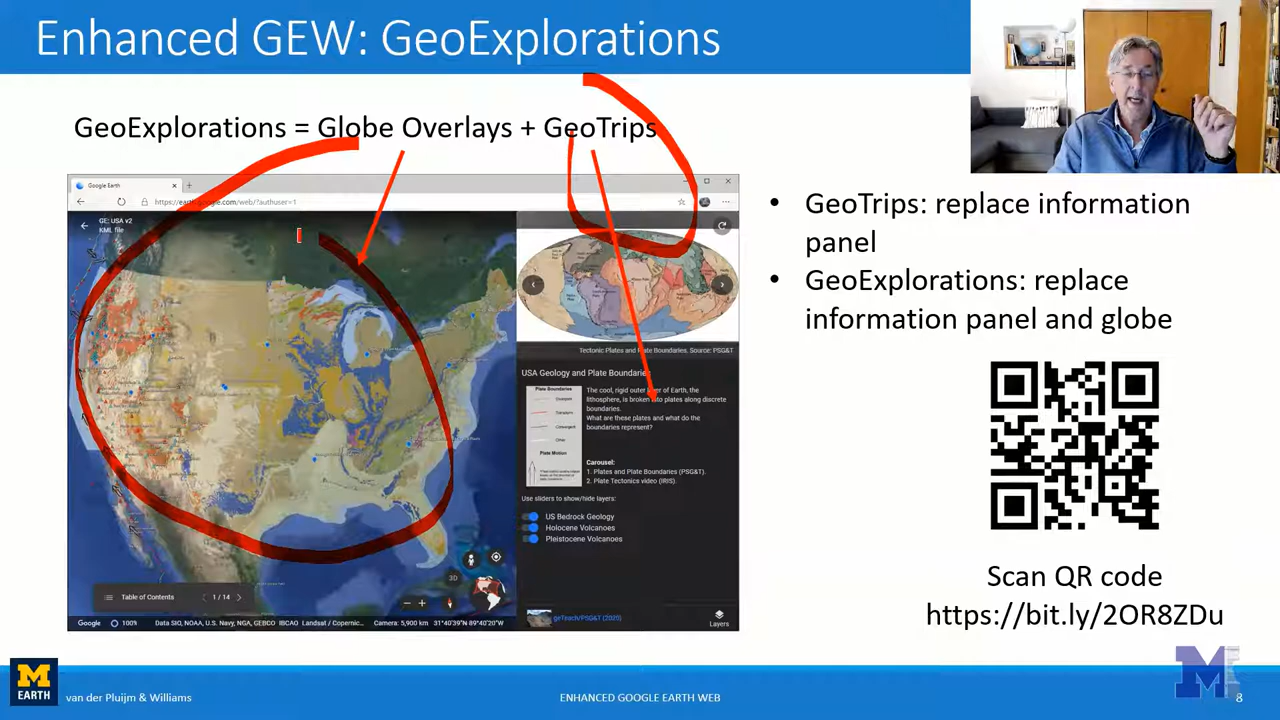 Enhanced GEW: GeoExplorations
GeoExplorations = Globe Overlays + GeoTrips
Google Earth
https://earth.google.com/web/?authuser=1
GE: USA v2
KML file
Tectonic Plates and Plate Boundaries. Source: PSG&T
USA Geology and Plate Boundaries
Plate Boundaries
Divergent
Transform
Convergent
Other
Plate Motion
The cool, rigid outer layer of Earth, the
lithosphere, is broken into plates along discrete
boundaries.
What are these plates and what do the
boundaries represent?
Carousel:
1. Plates and Plate Boundaries (PSG&T).
2. Plate Tectonics video (IRIS).
Use sliders to show/hide layers:
US Bedrock Geology
Holocene Volcanoes
Pleistocene Volcanoes
3D
Table of Contents
1 / 14
geTeach/PSG&T (2020)
Layers
Google
100%
Data SIO, NOAA, U.S. Navy, NGA, GEBCO IBCAO Landsat / Copernic...
Camera: 5,900 km
31°40'39"N 89°40'20"W
• GeoTrips: replace information
panel
• GeoExplorations: replace
information panel and globe
Scan QR code
https://bit.ly/2OR8ZDu
M
EARTH
van der Pluijm & Williams
ENHANCED GOOGLE EARTH WEB
8